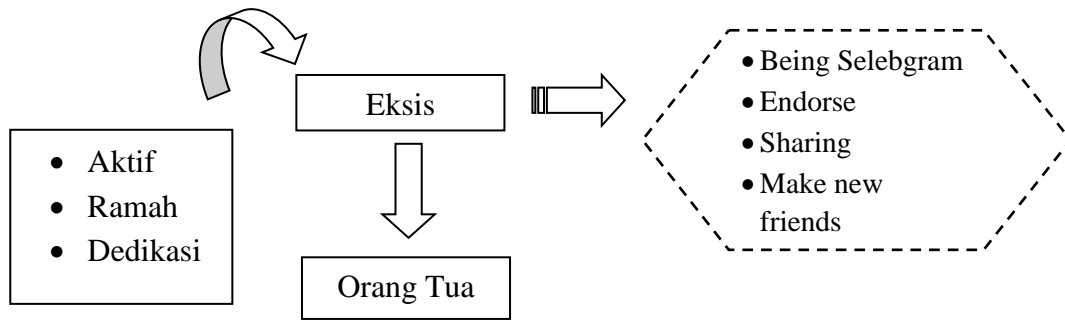 • Aktif
• Ramah
• Dedikasi
Eksis
Orang Tua
• Being Selebgram
• Endorse
• Sharing
• Make new
friends